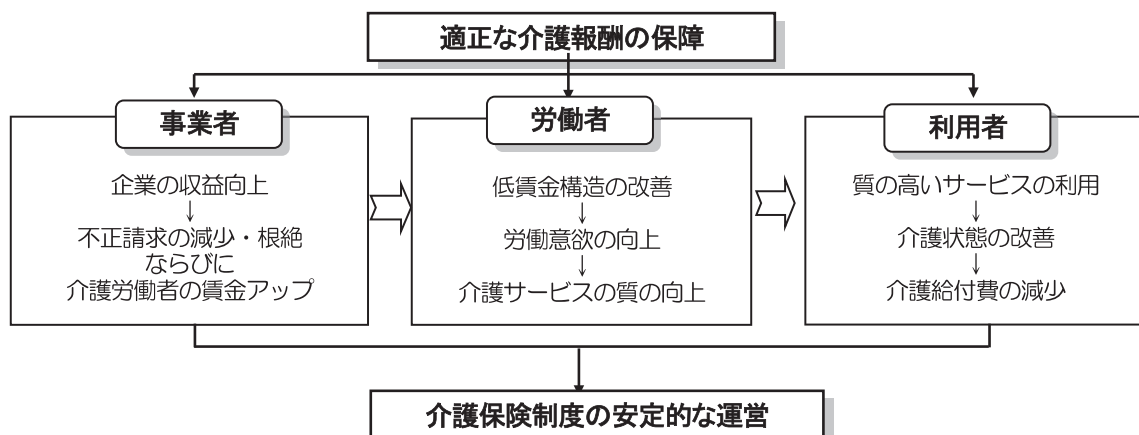 適正な介護報酬の保障
事業者
企業の収益向上
↓
不正請求の減少・根絶
ならびに
介護労働者の賃金アップ
労働者
低賃金構造の改善
↓
労働意欲の向上
↓
介護サービスの質の向上
利用者
質の高いサービスの利用
↓
介護状態の改善
↓
介護給付費の減少
介護保険制度の安定的な運営